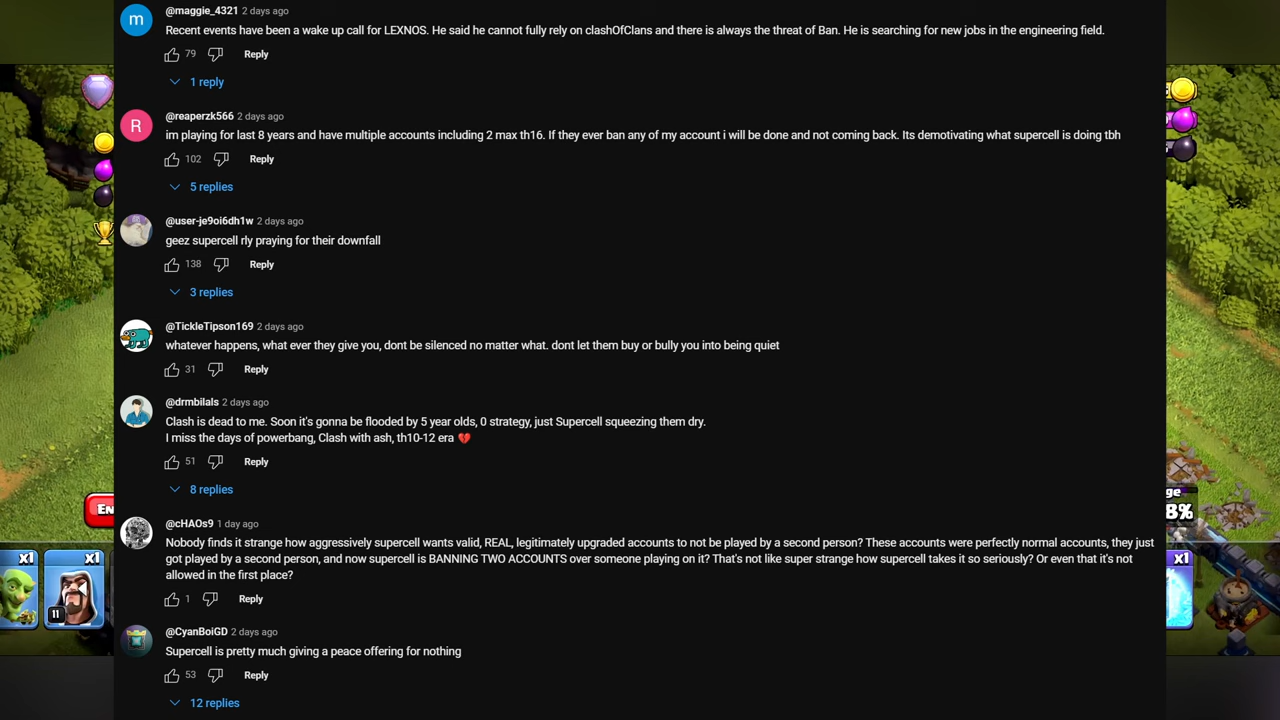 @maggie_4321 2 days ago
Recent events have been a wake up call for LEXNOS. He said he cannot fully rely on clashOfClans and there is always the threat of Ban. He is searching for new jobs in the engineering field.
79 Reply
1 reply
@reaperzk566 2 days ago
im playing for last 8 years and have multiple accounts including 2 max th16. If they ever ban any of my account i will be done and not coming back. Its demotivating what supercell is doing tbh
102 Reply
5 replies
@user-je9oi6dh1w 2 days ago
geez supercell rly praying for their downfall
138 Reply
3 replies
@TickleTipson169 2 days ago
whatever happens, what ever they give you, dont be silenced no matter what. dont let them buy or bully you into being quiet
31 Reply
@drmbilals 2 days ago
Clash is dead to me. Soon it's gonna be flooded by 5 year olds, 0 strategy, just Supercell squeezing them dry.
I miss the days of powerbang, Clash with ash, th10-12 era 💔
51 Reply
8 replies
@cHAOs9 1 day ago
Nobody finds it strange how aggressively supercell wants valid, REAL, legitimately upgraded accounts to not be played by a second person? These accounts were perfectly normal accounts, they just
got played by a second person, and now supercell is BANNING TWO ACCOUNTS over someone playing on it? That's not like super strange how supercell takes it so seriously? Or even that it's not
allowed in the first place?
1 Reply
@CyanBoiGD 2 days ago
Supercell is pretty much giving a peace offering for nothing
53 Reply
12 replies
m
R
En
x1
x1
11
ge
8%
x1